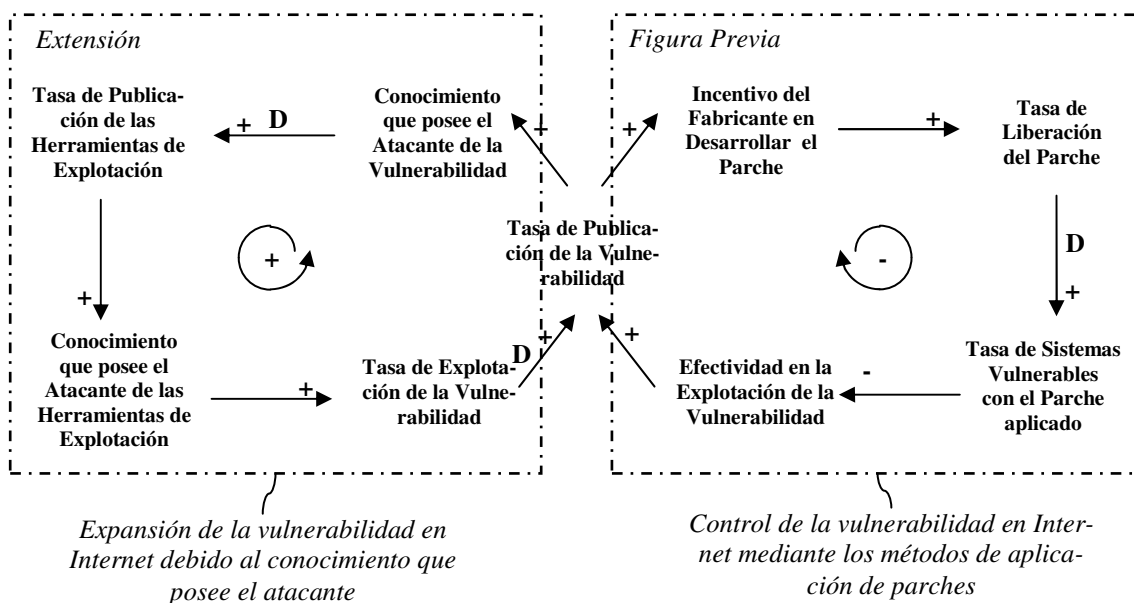 Extensión
Figura Previa
Tasa de Publica-
ción de las
Herramientas de
Explotación
+
D
Conocimiento
que posee el
Atacante de la
Vulnerabilidad
+
+
Incentivo del
Fabricante en
Desarrollar el
Parche
+
Tasa de
Liberación
del Parche
Tasa de Publica-
ción de la Vulne-
rabilidad
+
-
D
+
+
Conocimiento
que posee el
Atacante de las
Herramientas de
Explotación
+
Tasa de Explota-
ción de la Vulne-
rabilidad
D
+
+
Efectividad en la
Explotación de la
Vulnerabilidad
-
Tasa de Sistemas
Vulnerables
con el Parche
aplicado
Expansión de la vulnerabilidad en
Internet debido al conocimiento que
posee el atacante
Control de la vulnerabilidad en Inter-
net mediante los métodos de aplica-
ción de parches